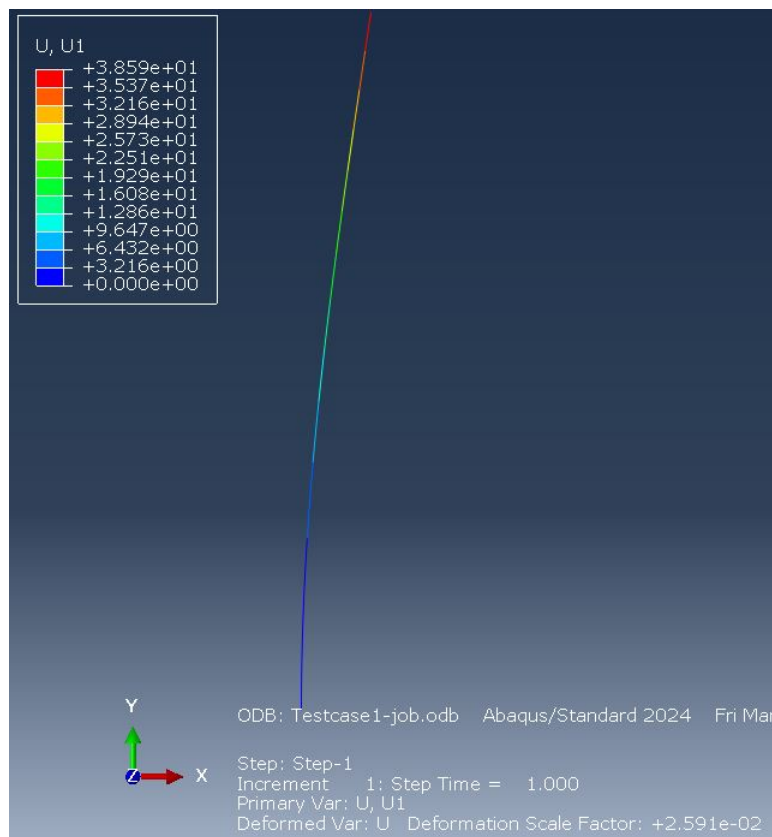 U, U1
+3.859e+01
+3.537e+01
+3.216e+01
+2.894e+01
+2.573e+01
+2.251e+01
+1.929e+01
+1.608e+01
+1.286e+01
+9.647e+00
+6.432e+00
+3.216e+00
+0.000e+00
Y
Z
X
ODB: Testcase1-job.odb Abaqus/Standard 2024 Fri Mar
Step: Step-1
Increment 1: Step Time = 1.000
Primary Var: U, U1
Deformed Var: U Deformation Scale Factor: +2.591e-02